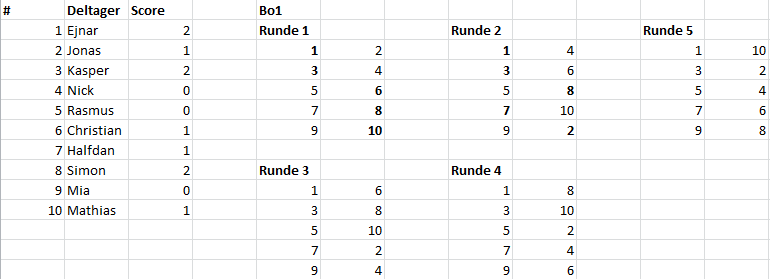 # Deltager Score Bo1
1 Ejnar 2 Runde 1 Runde 2 Runde 5
2 Jonas 1 1 2 1 4 1 10
3 Kasper 2 3 4 3 6 3 2
4 Nick 0 5 6 5 8 5 4
5 Rasmus 0 7 8 7 10 7 6
6 Christian 1 9 10 9 2 9 8
7 Halfdan 1
8 Simon 2 Runde 3 Runde 4
9 Mia 0 1 6 1 8
10 Mathias 1 3 8 3 10
5 10 5 2
7 2 7 4
9 4 9 6